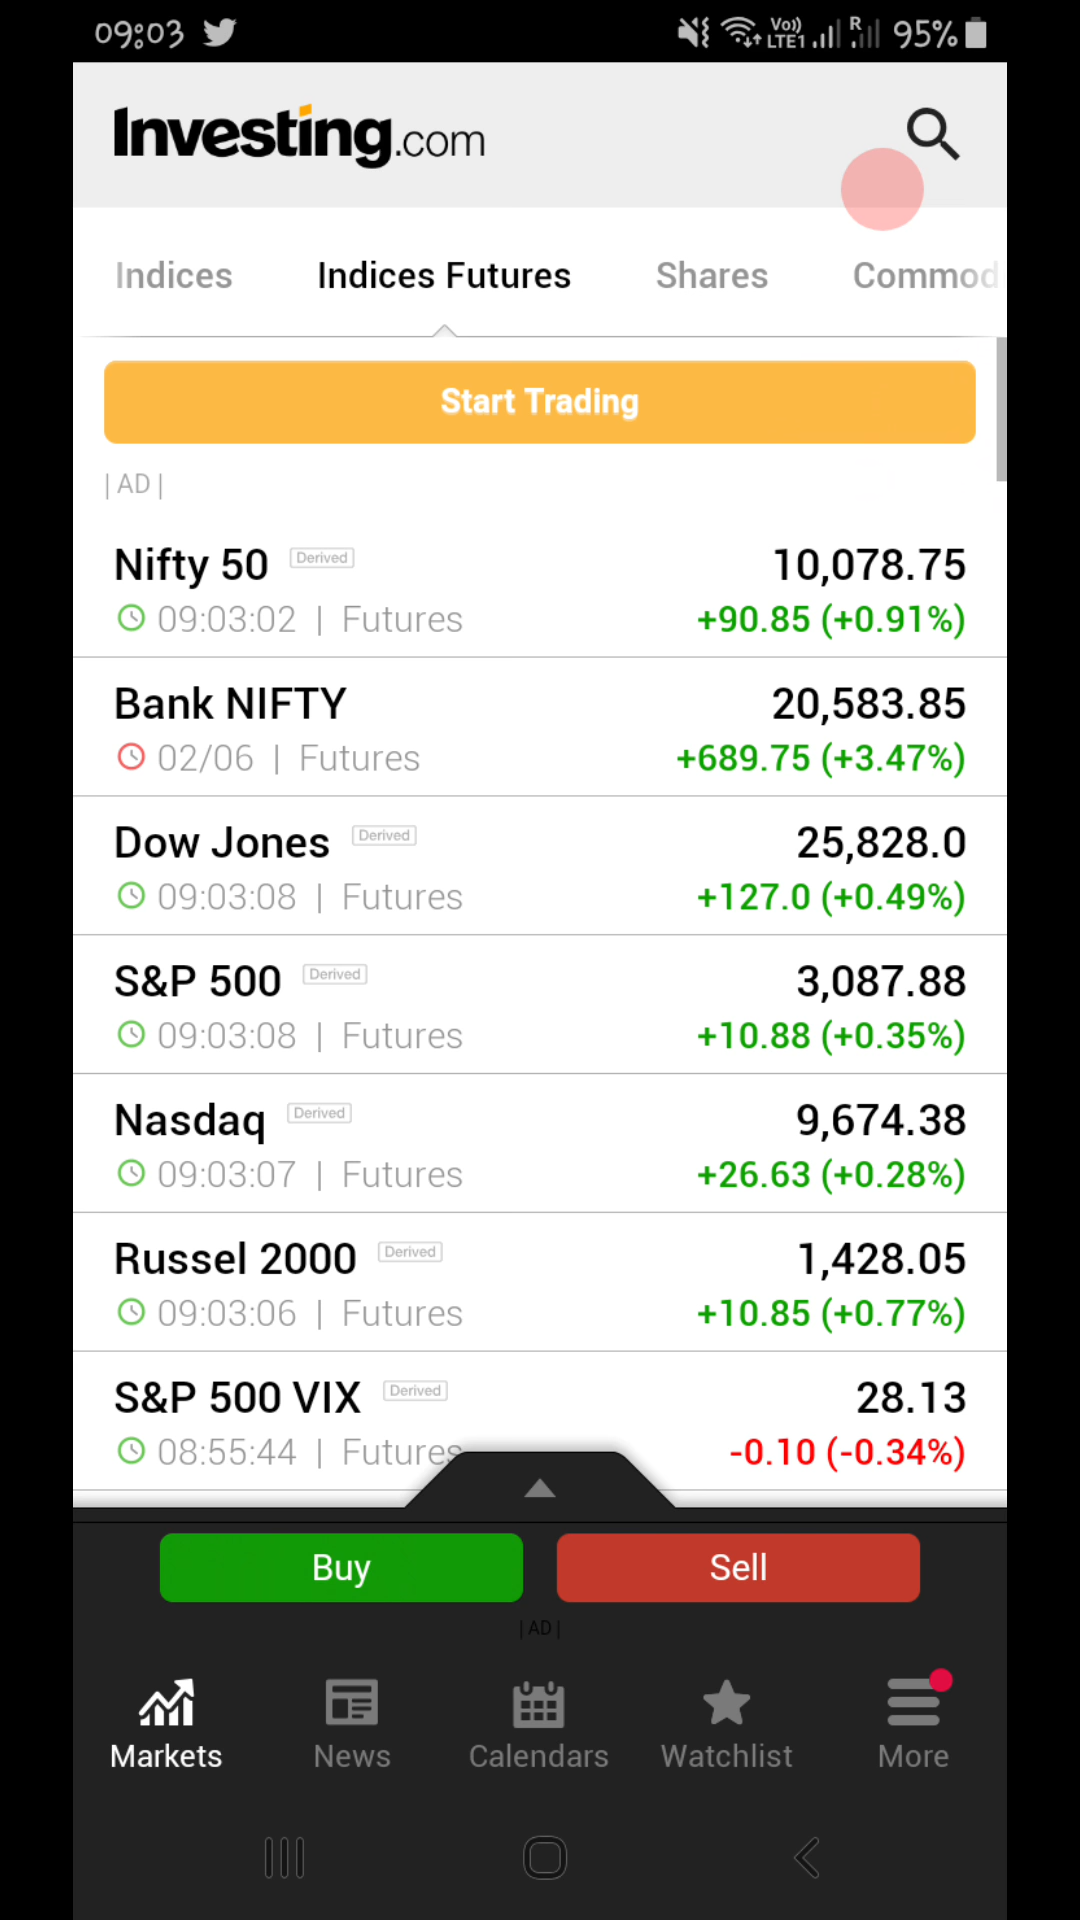 09:03 Vo)) LTE1 R 95%
Investing.com
Indices Indices Futures Shares Commod
Start Trading
| AD |
Nifty 50 Derived 10,078.75
09:03:02 | Futures +90.85 (+0.91%)
Bank NIFTY 20,583.85
02/06 | Futures +689.75 (+3.47%)
Dow Jones Derived 25,828.0
09:03:08 | Futures +127.0 (+0.49%)
S&P 500 Derived 3,087.88
09:03:08 | Futures +10.88 (+0.35%)
Nasdaq Derived 9,674.38
09:03:07 | Futures +26.63 (+0.28%)
Russel 2000 Derived 1,428.05
09:03:06 | Futures +10.85 (+0.77%)
S&P 500 VIX Derived 28.13
08:55:44 | Futures -0.10 (-0.34%)
Buy Sell
| AD |
Markets News Calendars Watchlist More